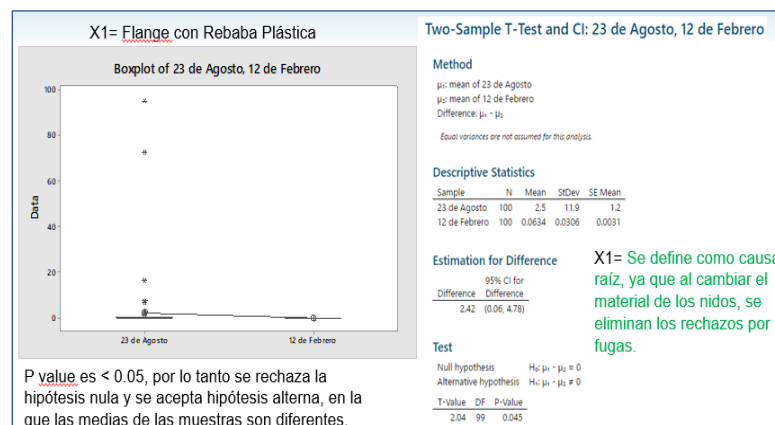 X1= Flange con Rebaba Plástica
Boxplot of 23 de Agosto, 12 de Febrero
100
80
60
40
20
0
Data
23 de Agosto 12 de Febrero
P value es < 0.05, por lo tanto se rechaza la
hipótesis nula y se acepta hipótesis alterna, en la
que las medias de las muestras son diferentes.
Two-Sample T-Test and CI: 23 de Agosto, 12 de Febrero
Method
μ₁: mean of 23 de Agosto
μ₂: mean of 12 de Febrero
Difference: μ₁ - μ₂
Equal variances are not assumed for this analysis.
Descriptive Statistics
Sample N Mean StDev SE Mean
23 de Agosto 100 2.5 11.9 1.2
12 de Febrero 100 0.0634 0.0306 0.0031
Estimation for Difference
95% CI for
Difference Difference
2.42 (0.06, 4.78)
Test
Null hypothesis H₀: μ₁ - μ₂ = 0
Alternative hypothesis H₁: μ₁ - μ₂ ≠ 0
T-Value DF P-Value
2.04 99 0.045
X1= Se define como causa
raíz, ya que al cambiar el
material de los nidos, se
eliminan los rechazos por
fugas.